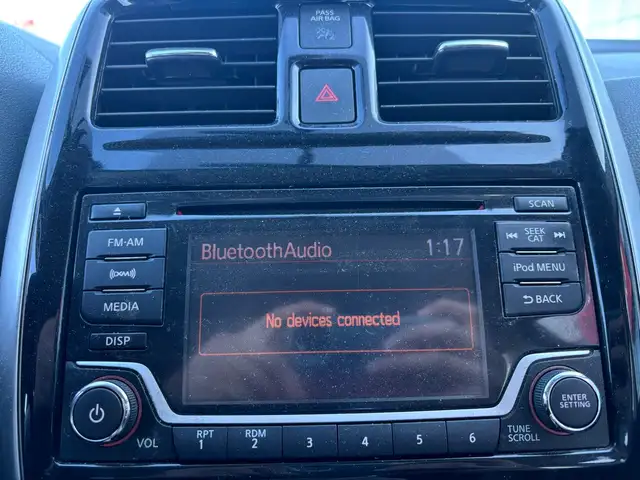 PASS
AIR BAG
SCAN
FM-AM
SEEK
CAT
((XM))
iPod MENU
MEDIA
BACK
DISP
BluetoothAudio 1:17
No devices connected
ENTER
SETTING
VOL
RPT
1
RDM
2
3
4
5
6
TUNE
SCROLL